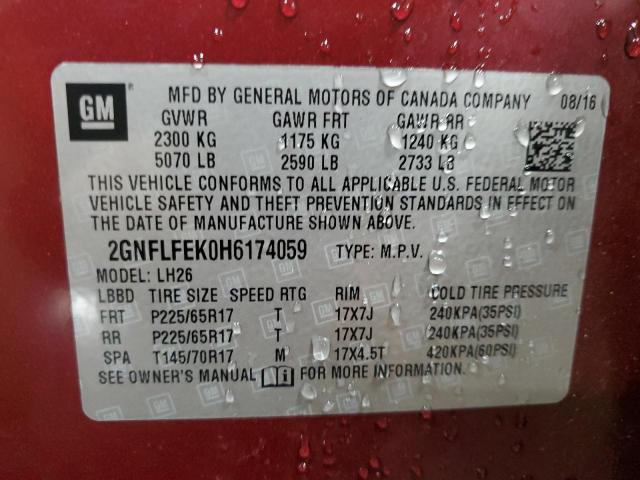 GM
MFD BY GENERAL MOTORS OF CANADA COMPANY 08/16
GVWR GAWR FRT GAWR RR
2300 KG 1175 KG 1240 KG
5070 LB 2590 LB 2733 LB
THIS VEHICLE CONFORMS TO ALL APPLICABLE U.S. FEDERAL MOTOR
VEHICLE SAFETY AND THEFT PREVENTION STANDARDS IN EFFECT ON
THE DATE OF MANUFACTURE SHOWN ABOVE.
2GNFLFEK0H6174059 TYPE: M.P.V.
MODEL: LH26
LBBD TIRE SIZE SPEED RTG RIM COLD TIRE PRESSURE
FRT P225/65R17 T 17X7J 240KPA(35PSI)
RR P225/65R17 T 17X7J 240KPA(35PSI)
SPA T145/70R17 M 17X4.5T 420KPA(60PSI)
SEE OWNER'S MANUAL FOR MORE INFORMATION.